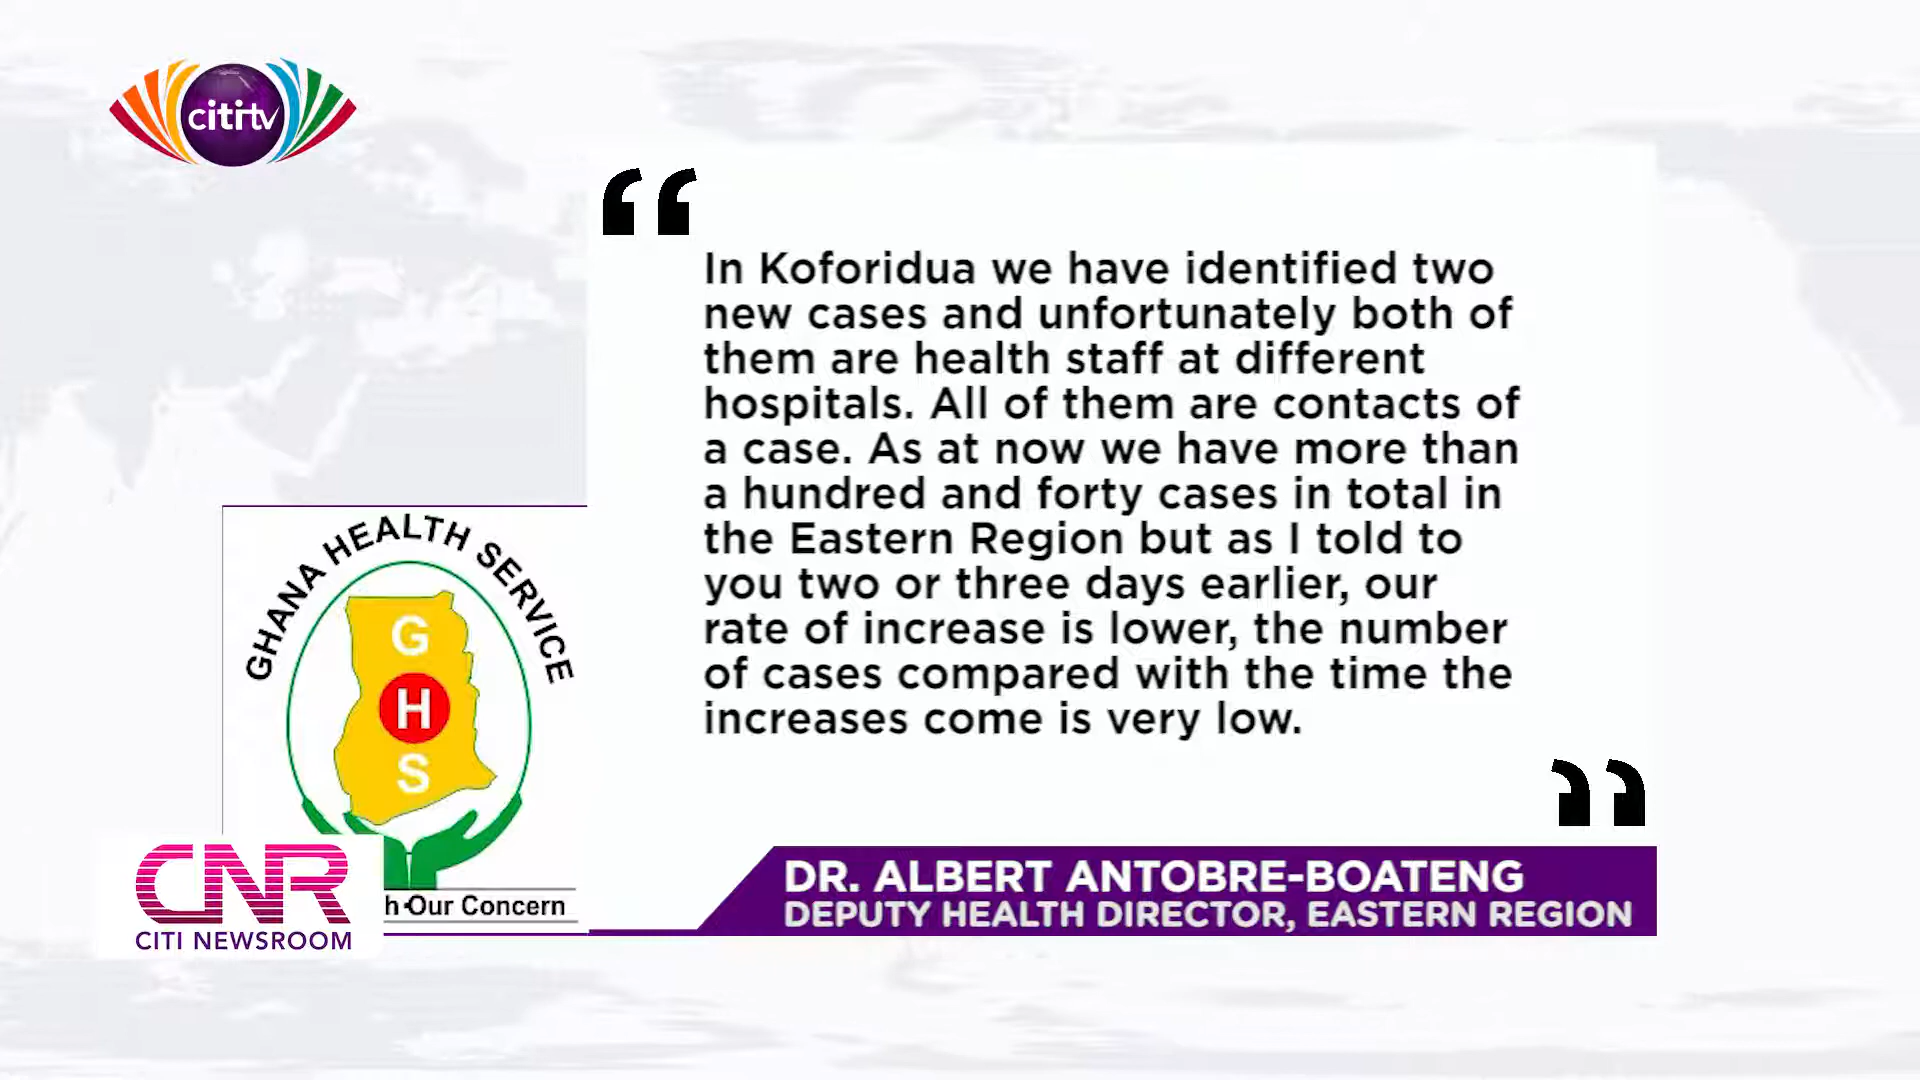 citi tv
“
In Koforidua we have identified two
new cases and unfortunately both of
them are health staff at different
hospitals. All of them are contacts of
a case. As at now we have more than
a hundred and forty cases in total in
the Eastern Region but as I told to
you two or three days earlier, our
rate of increase is lower, the number
of cases compared with the time the
increases come is very low.
”
GHANA HEALTH SERVICE
G
H
S
h Our Concern
CNR
CITI NEWSROOM
DR. ALBERT ANTOBRE-BOATENG
DEPUTY HEALTH DIRECTOR, EASTERN REGION